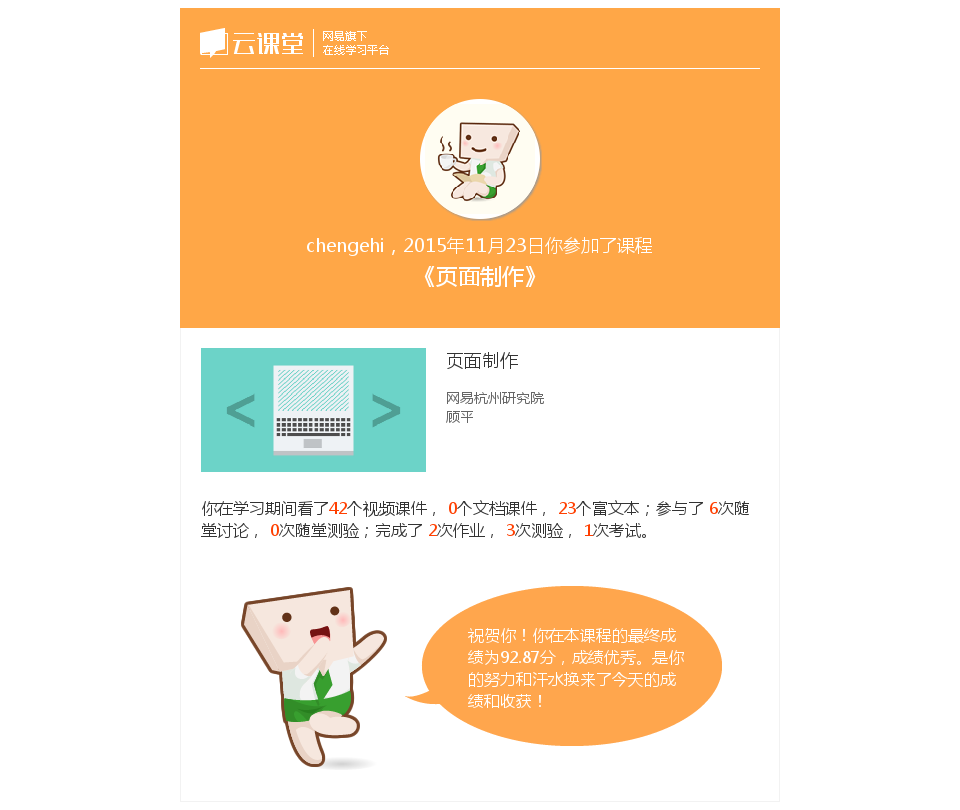 云课堂
网易旗下
在线学习平台
chengehi，2015年11月23日你参加了课程
《页面制作》
页面制作
网易杭州研究院
顾平
你在学习期间看了42个视频课件， 0个文档课件， 23个富文本；参与了 6次随
堂讨论， 0次随堂测验；完成了 2次作业， 3次测验， 1次考试。
祝贺你！你在本课程的最终成
绩为92.87分，成绩优秀。是你
的努力和汗水换来了今天的成
绩和收获！